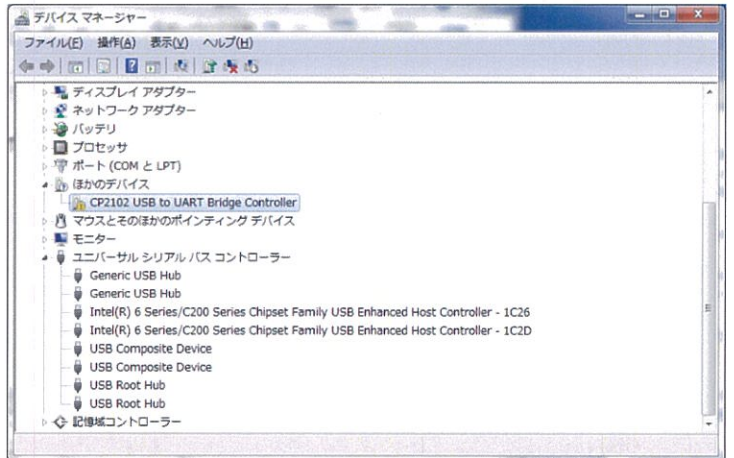 デバイス マネージャー
ファイル(F) 操作(A) 表示(V) ヘルプ(H)
ディスプレイ アダプター
ネットワーク アダプター
バッテリ
プロセッサ
ポート (COM と LPT)
ほかのデバイス
CP2102 USB to UART Bridge Controller
マウスとそのほかのポインティング デバイス
モニター
ユニバーサル シリアル バス コントローラー
Generic USB Hub
Generic USB Hub
Intel(R) 6 Series/C200 Series Chipset Family USB Enhanced Host Controller - 1C26
Intel(R) 6 Series/C200 Series Chipset Family USB Enhanced Host Controller - 1C2D
USB Composite Device
USB Composite Device
USB Root Hub
USB Root Hub
記憶域コントローラー